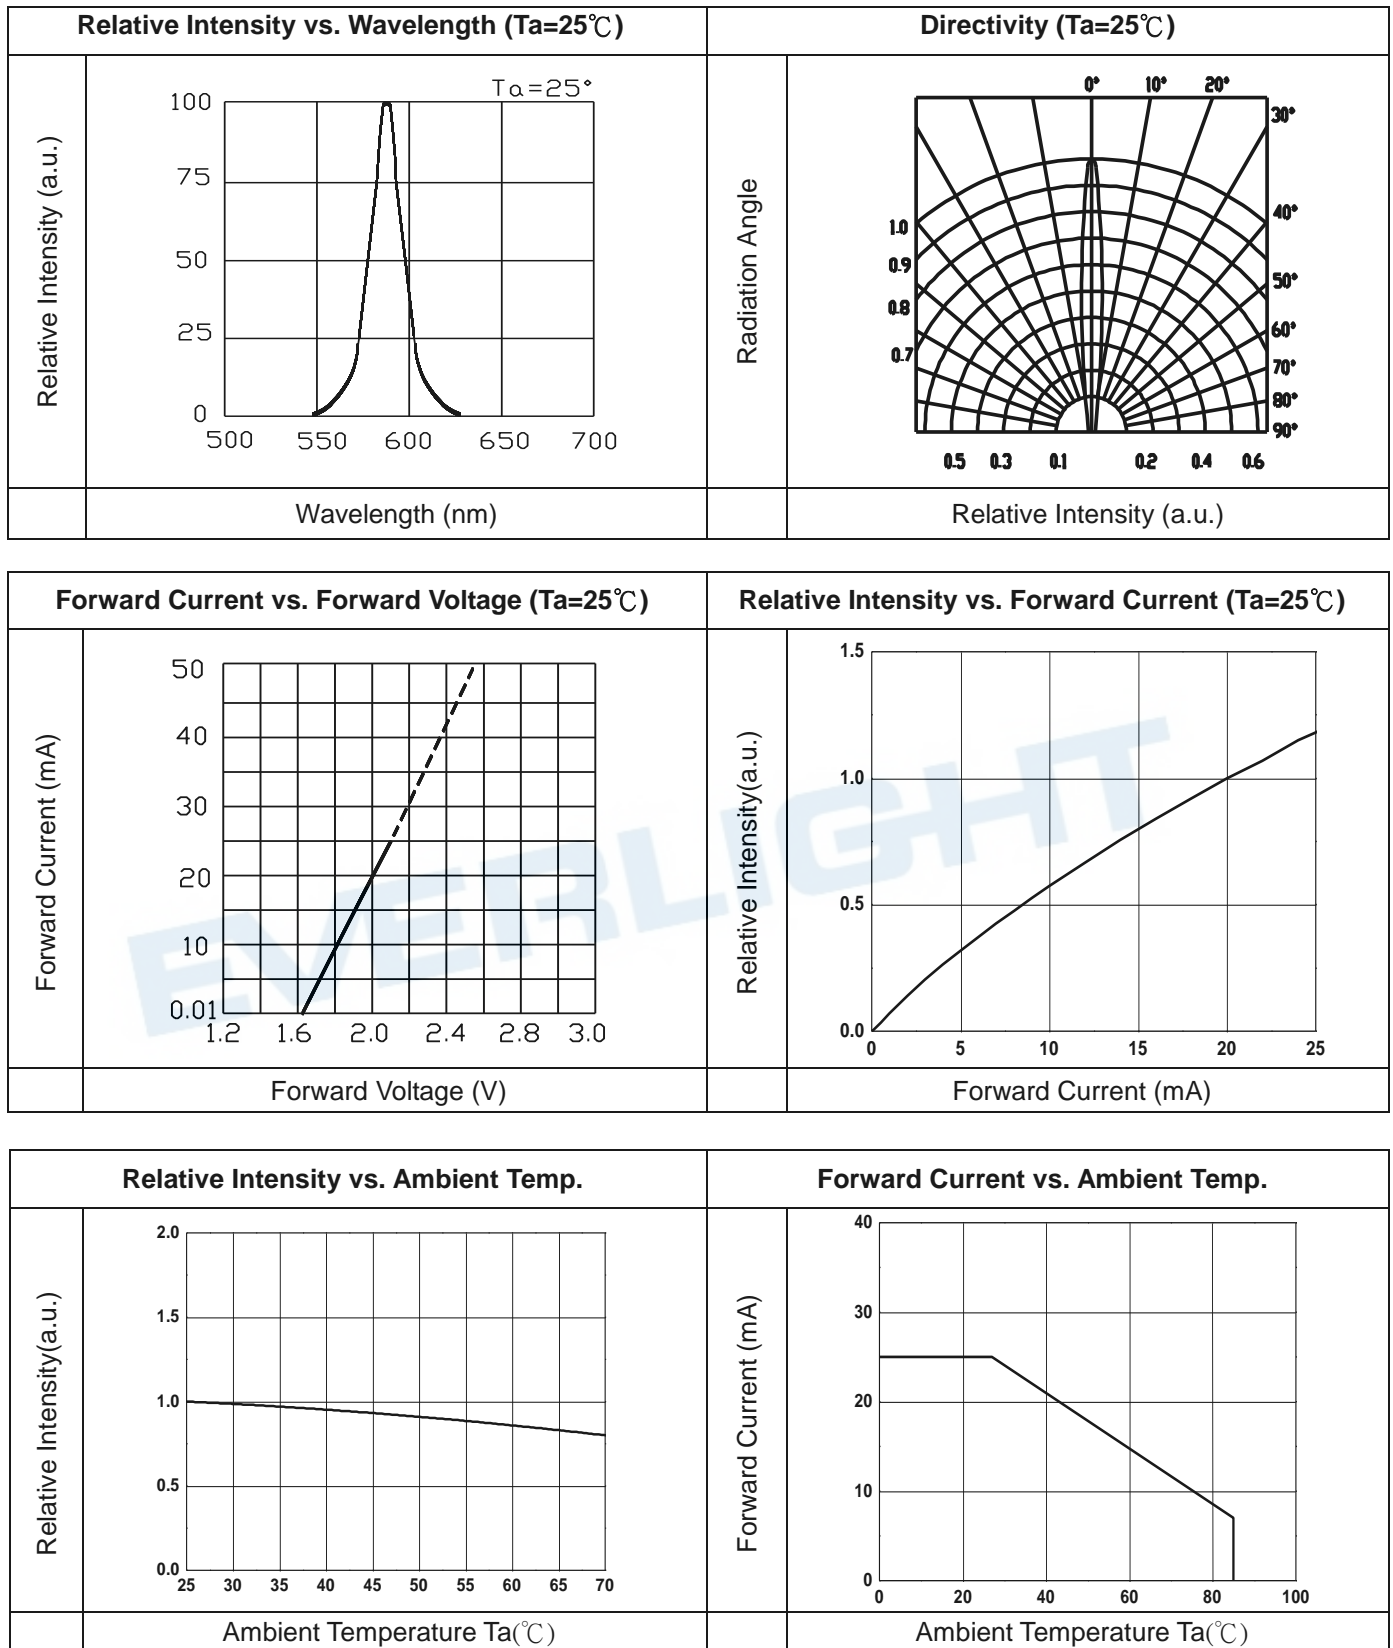 Relative Intensity vs. Wavelength (Ta=25℃)
Directivity (Ta=25℃)
Relative Intensity (a.u.)
Ta=25°
100
75
50
25
0
500 550 600 650 700
Wavelength (nm)
Radiation Angle
0° 10° 20°
30°
40°
50°
60°
70°
80°
90°
1.0
0.9
0.8
0.7
0.5 0.3 0.1 0.2 0.4 0.6
Relative Intensity (a.u.)
Forward Current vs. Forward Voltage (Ta=25℃)
Relative Intensity vs. Forward Current (Ta=25℃)
Forward Current (mA)
50
40
30
20
10
0.01
1.2 1.6 2.0 2.4 2.8 3.0
Forward Voltage (V)
Relative Intensity(a.u.)
1.5
1.0
0.5
0.0
0 5 10 15 20 25
Forward Current (mA)
EVERLIGHT
Relative Intensity vs. Ambient Temp.
Forward Current vs. Ambient Temp.
Relative Intensity(a.u.)
2.0
1.5
1.0
0.5
0.0
25 30 35 40 45 50 55 60 65 70
Ambient Temperature Ta(℃)
Forward Current (mA)
40
30
20
10
0
0 20 40 60 80 100
Ambient Temperature Ta(℃)